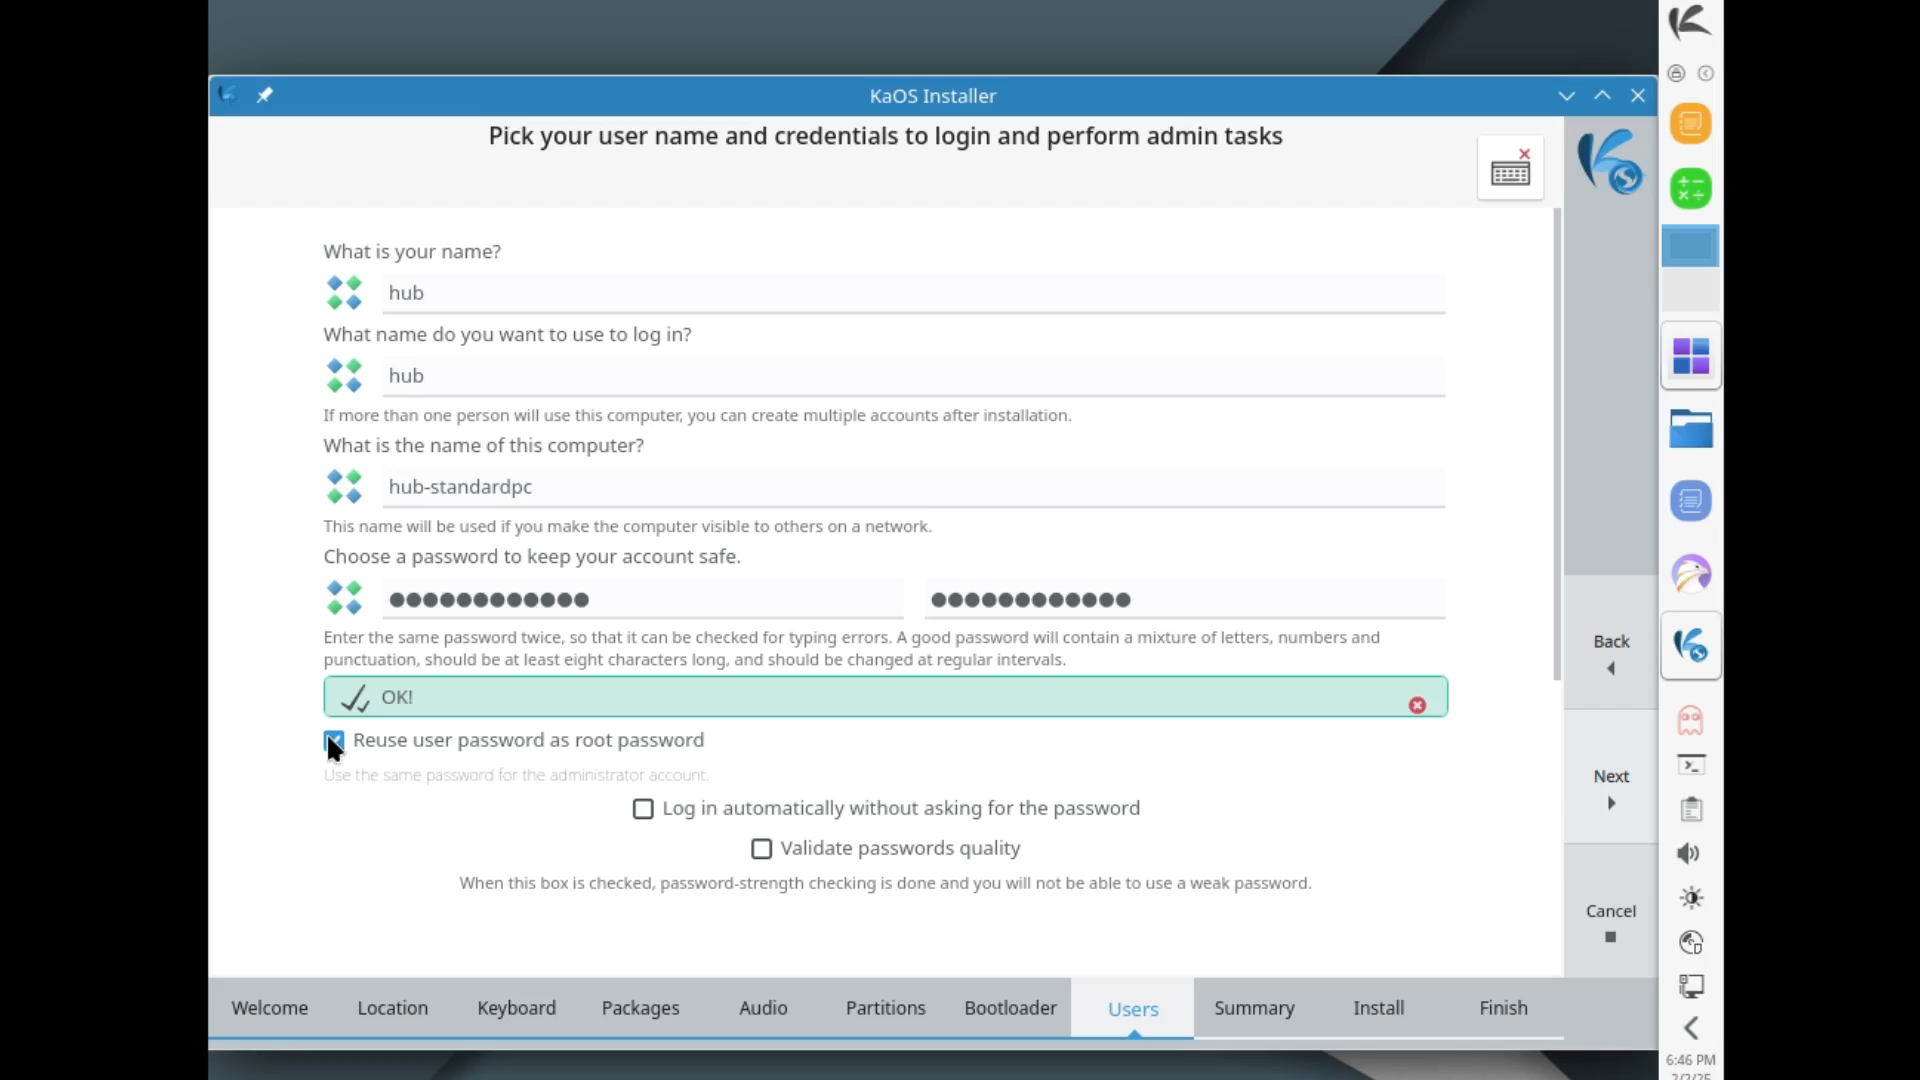 KaOS Installer
Pick your user name and credentials to login and perform admin tasks
What is your name?
hub
What name do you want to use to log in?
hub
If more than one person will use this computer, you can create multiple accounts after installation.
What is the name of this computer?
hub-standardpc
This name will be used if you make the computer visible to others on a network.
Choose a password to keep your account safe.
●●●●●●●●●●●● ●●●●●●●●●●●●
Enter the same password twice, so that it can be checked for typing errors. A good password will contain a mixture of letters, numbers and
punctuation, should be at least eight characters long, and should be changed at regular intervals.
OK!
Reuse user password as root password
Use the same password for the administrator account.
Log in automatically without asking for the password
Validate passwords quality
When this box is checked, password-strength checking is done and you will not be able to use a weak password.
Back
Next
Cancel
Welcome Location Keyboard Packages Audio Partitions Bootloader Users Summary Install Finish
6:46 PM
2/2/25